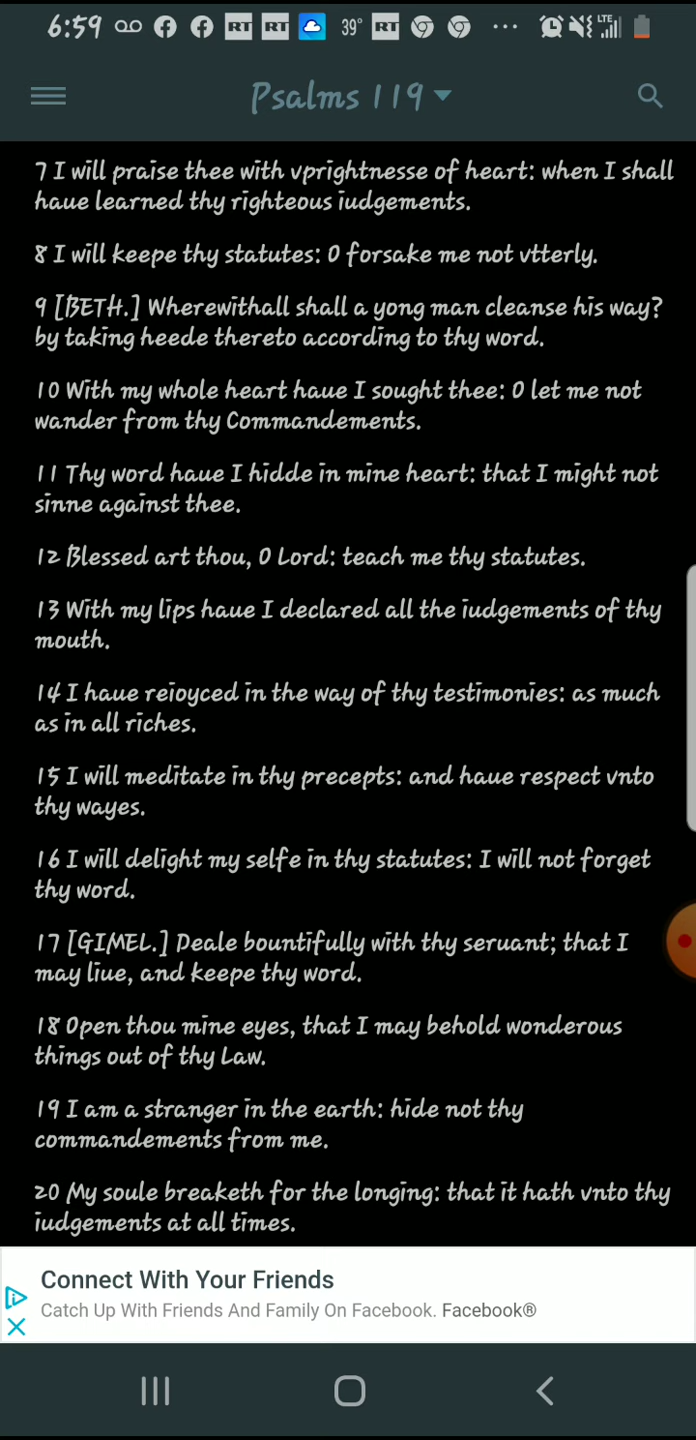 6:59 RT RT 39° RT ... LTE
Psalms 119
7 I will praise thee with vprightnesse of heart: when I shall
haue learned thy righteous iudgements.
8 I will keepe thy statutes: O forsake me not vtterly.
9 [BETH.] Wherewithall shall a yong man cleanse his way?
by taking heede thereto according to thy word.
10 With my whole heart haue I sought thee: O let me not
wander from thy Commandements.
11 Thy word haue I hidde in mine heart: that I might not
sinne against thee.
12 Blessed art thou, O Lord: teach me thy statutes.
13 With my lips haue I declared all the iudgements of thy
mouth.
14 I haue reioyced in the way of thy testimonies: as much
as in all riches.
15 I will meditate in thy precepts: and haue respect vnto
thy wayes.
16 I will delight my selfe in thy statutes: I will not forget
thy word.
17 [GIMEL.] Deale bountifully with thy seruant; that I
may liue, and keepe thy word.
18 Open thou mine eyes, that I may behold wonderous
things out of thy Law.
19 I am a stranger in the earth: hide not thy
commandements from me.
20 My soule breaketh for the longing: that it hath vnto thy
iudgements at all times.
Connect With Your Friends
Catch Up With Friends And Family On Facebook. Facebook®